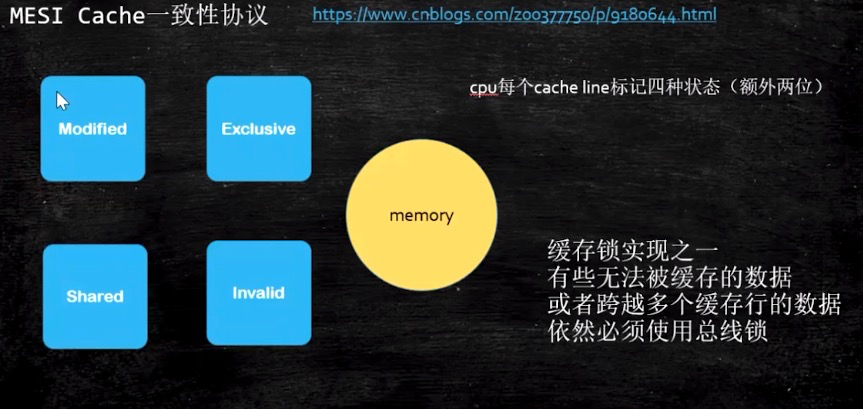 MESI Cache一致性协议
https://www.cnblogs.com/z00377750/p/9180644.html
cpu每个cache line标记四种状态（额外两位）
Modified
Exclusive
memory
Shared
Invalid
缓存锁实现之一
有些无法被缓存的数据
或者跨越多个缓存行的数据
依然必须使用总线锁